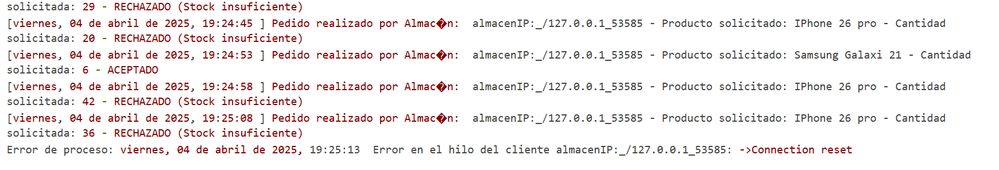 solicitada: 29 - RECHAZADO (Stock insuficiente)
[viernes, 04 de abril de 2025, 19:24:45 ] Pedido realizado por Almac�n:  almacenIP:_/127.0.0.1_53585 - Producto solicitado: IPhone 26 pro - Cantidad
solicitada: 20 - RECHAZADO (Stock insuficiente)
[viernes, 04 de abril de 2025, 19:24:53 ] Pedido realizado por Almac�n:  almacenIP:_/127.0.0.1_53585 - Producto solicitado: Samsung Galaxi 21 - Cantidad
solicitada: 6 - ACEPTADO
[viernes, 04 de abril de 2025, 19:24:58 ] Pedido realizado por Almac�n:  almacenIP:_/127.0.0.1_53585 - Producto solicitado: IPhone 26 pro - Cantidad
solicitada: 42 - RECHAZADO (Stock insuficiente)
[viernes, 04 de abril de 2025, 19:25:08 ] Pedido realizado por Almac�n:  almacenIP:_/127.0.0.1_53585 - Producto solicitado: IPhone 26 pro - Cantidad
solicitada: 36 - RECHAZADO (Stock insuficiente)
Error de proceso: viernes, 04 de abril de 2025, 19:25:13  Error en el hilo del cliente almacenIP:_/127.0.0.1_53585: ->Connection reset